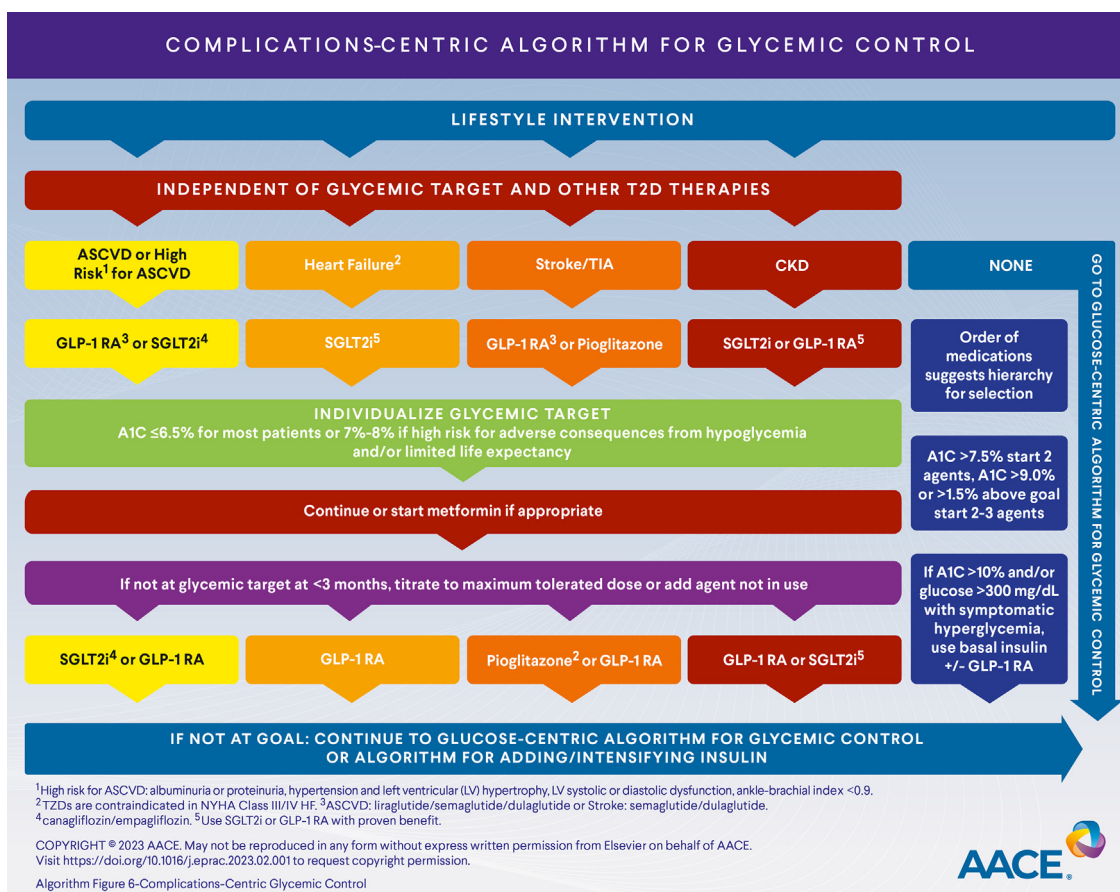 COMPLICATIONS-CENTRIC ALGORITHM FOR GLYCEMIC CONTROL
LIFESTYLE INTERVENTION
INDEPENDENT OF GLYCEMIC TARGET AND OTHER T2D THERAPIES
ASCVD or High
Risk¹ for ASCVD
Heart Failure²
Stroke/TIA
CKD
NONE
GLP-1 RA³ or SGLT2i⁴
SGLT2i⁵
GLP-1 RA³ or Pioglitazone
SGLT2i or GLP-1 RA⁵
Order of
medications
suggests hierarchy
for selection
INDIVIDUALIZE GLYCEMIC TARGET
A1C ≤6.5% for most patients or 7%-8% if high risk for adverse consequences from hypoglycemia
and/or limited life expectancy
A1C >7.5% start 2
agents, A1C >9.0%
or >1.5% above goal
start 2-3 agents
Continue or start metformin if appropriate
If not at glycemic target at <3 months, titrate to maximum tolerated dose or add agent not in use
If A1C >10% and/or
glucose >300 mg/dL
with symptomatic
hyperglycemia,
use basal insulin
+/- GLP-1 RA
SGLT2i⁴ or GLP-1 RA
GLP-1 RA
Pioglitazone² or GLP-1 RA
GLP-1 RA or SGLT2i⁵
GO TO GLUCOSE-CENTRIC ALGORITHM FOR GLYCEMIC CONTROL
IF NOT AT GOAL: CONTINUE TO GLUCOSE-CENTRIC ALGORITHM FOR GLYCEMIC CONTROL
OR ALGORITHM FOR ADDING/INTENSIFYING INSULIN
¹High risk for ASCVD: albuminuria or proteinuria, hypertension and left ventricular (LV) hypertrophy, LV systolic or diastolic dysfunction, ankle-brachial index <0.9.
²TZDs are contraindicated in NYHA Class III/IV HF. ³ASCVD: liraglutide/semaglutide/dulaglutide or Stroke: semaglutide/dulaglutide.
⁴canagliflozin/empagliflozin. ⁵Use SGLT2i or GLP-1 RA with proven benefit.
COPYRIGHT © 2023 AACE. May not be reproduced in any form without express written permission from Elsevier on behalf of AACE.
Visit https://doi.org/10.1016/j.eprac.2023.02.001 to request copyright permission.
Algorithm Figure 6-Complications-Centric Glycemic Control
AACE®